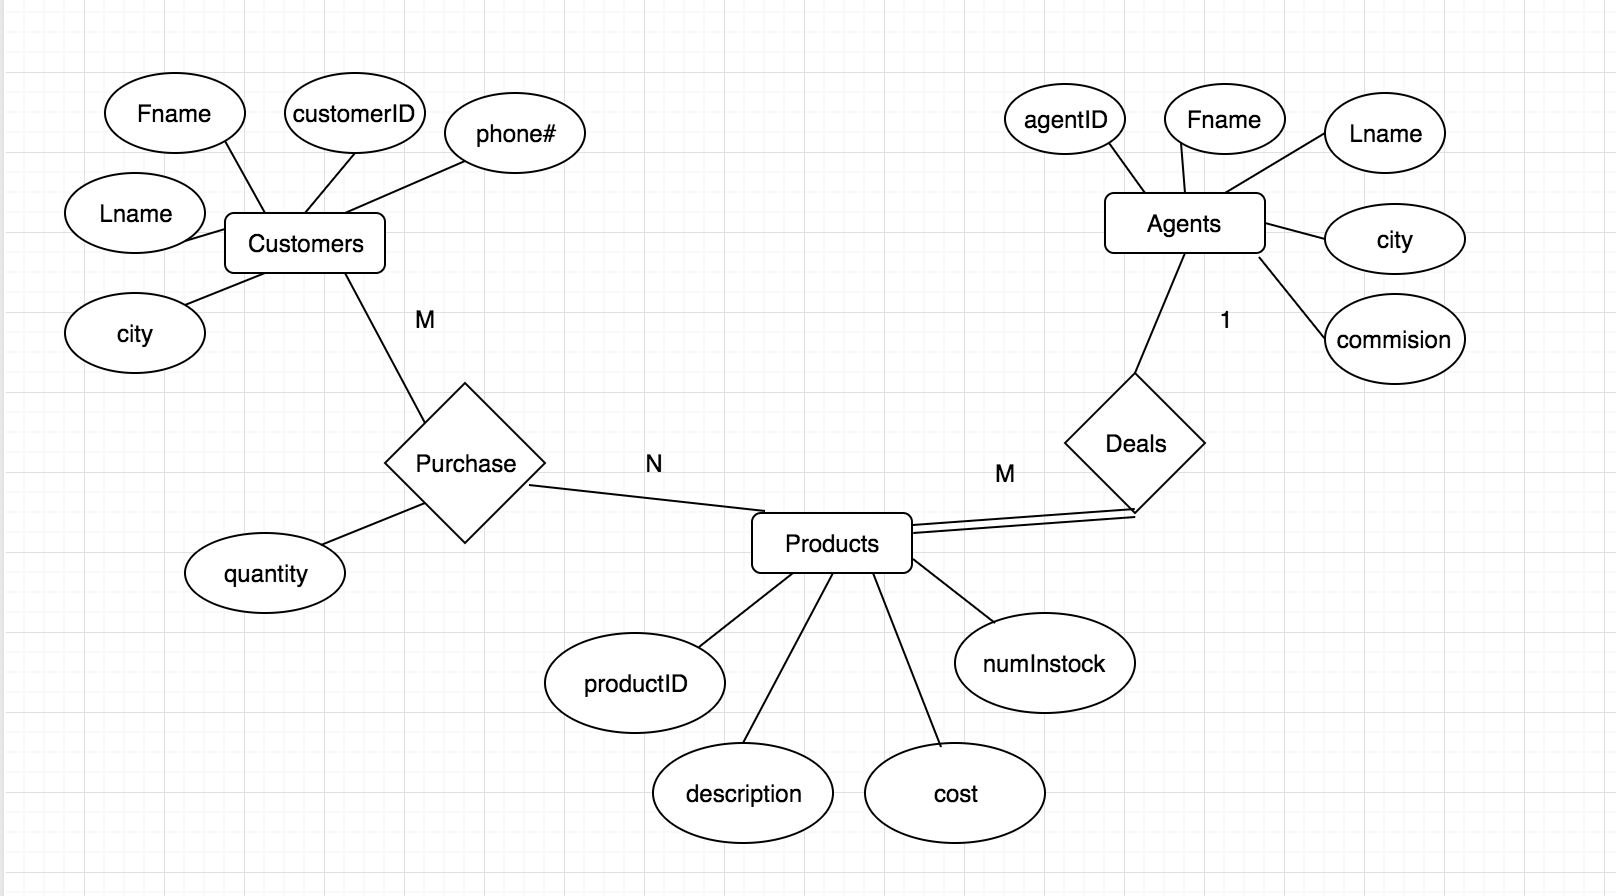 Fname
customerID
phone#
Lname
Customers
city
M
agentID
Fname
Lname
Agents
city
1
commision
Purchase
N
M
Deals
quantity
Products
productID
numInstock
description
cost